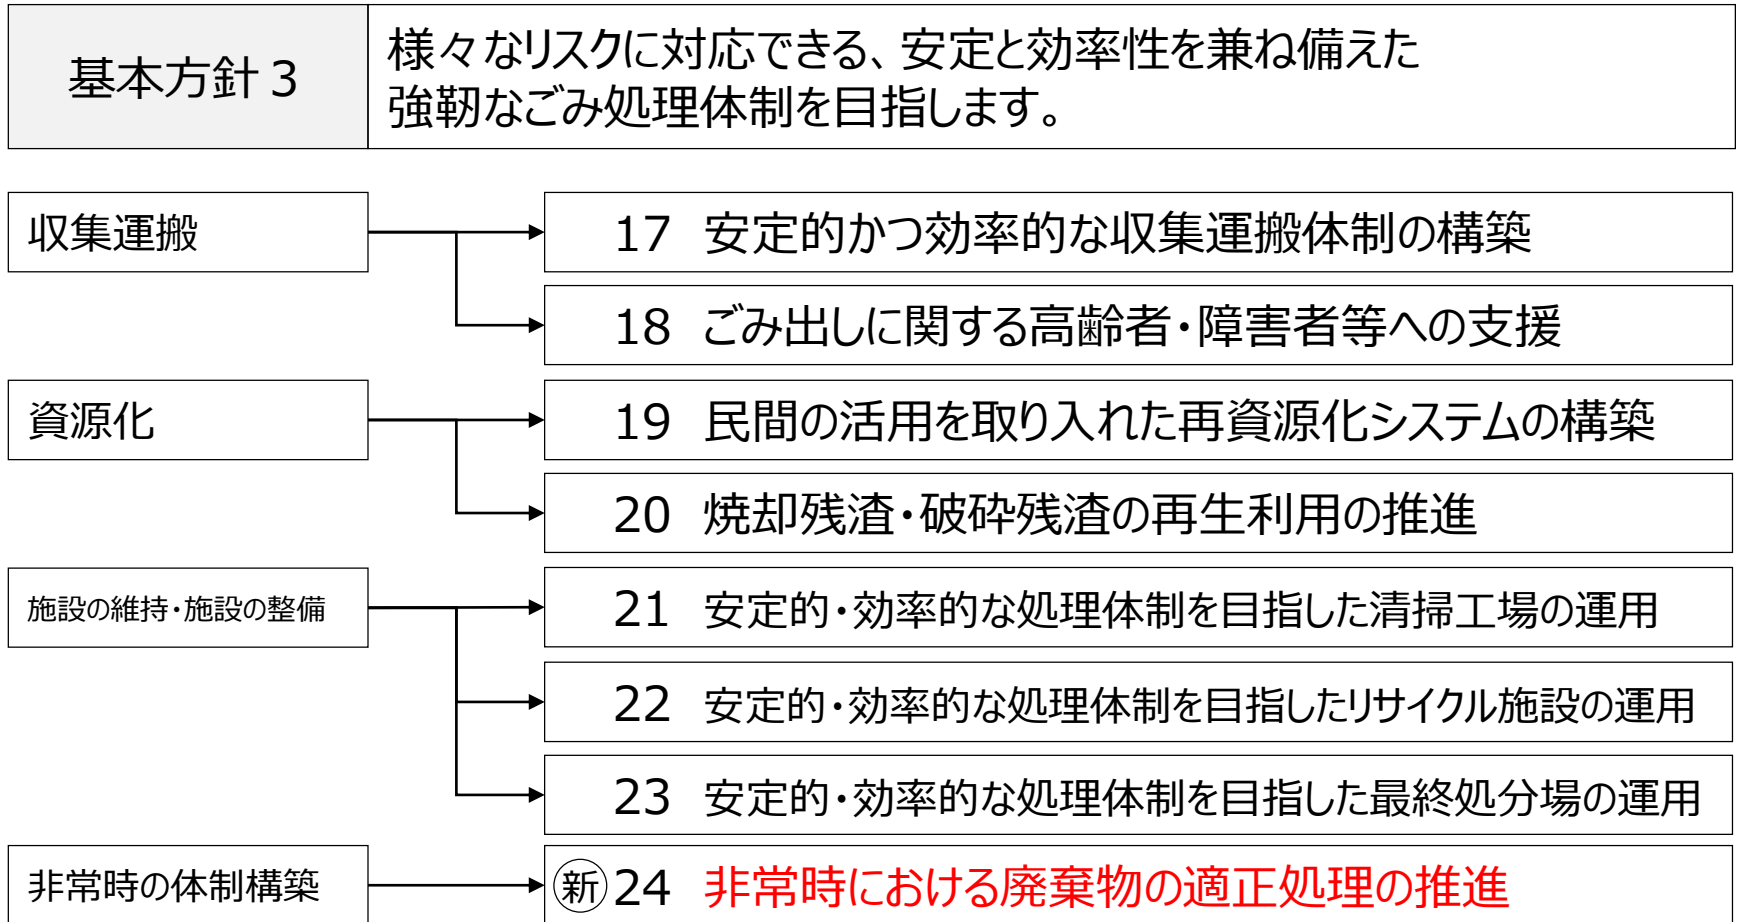 基本方針３
様々なリスクに対応できる、安定と効率性を兼ね備えた
強靭なごみ処理体制を目指します。
収集運搬
17 安定的かつ効率的な収集運搬体制の構築
18 ごみ出しに関する高齢者・障害者等への支援
資源化
19 民間の活用を取り入れた再資源化システムの構築
20 焼却残渣・破砕残渣の再生利用の推進
施設の維持・施設の整備
21 安定的・効率的な処理体制を目指した清掃工場の運用
22 安定的・効率的な処理体制を目指したリサイクル施設の運用
23 安定的・効率的な処理体制を目指した最終処分場の運用
非常時の体制構築
新 24 非常時における廃棄物の適正処理の推進